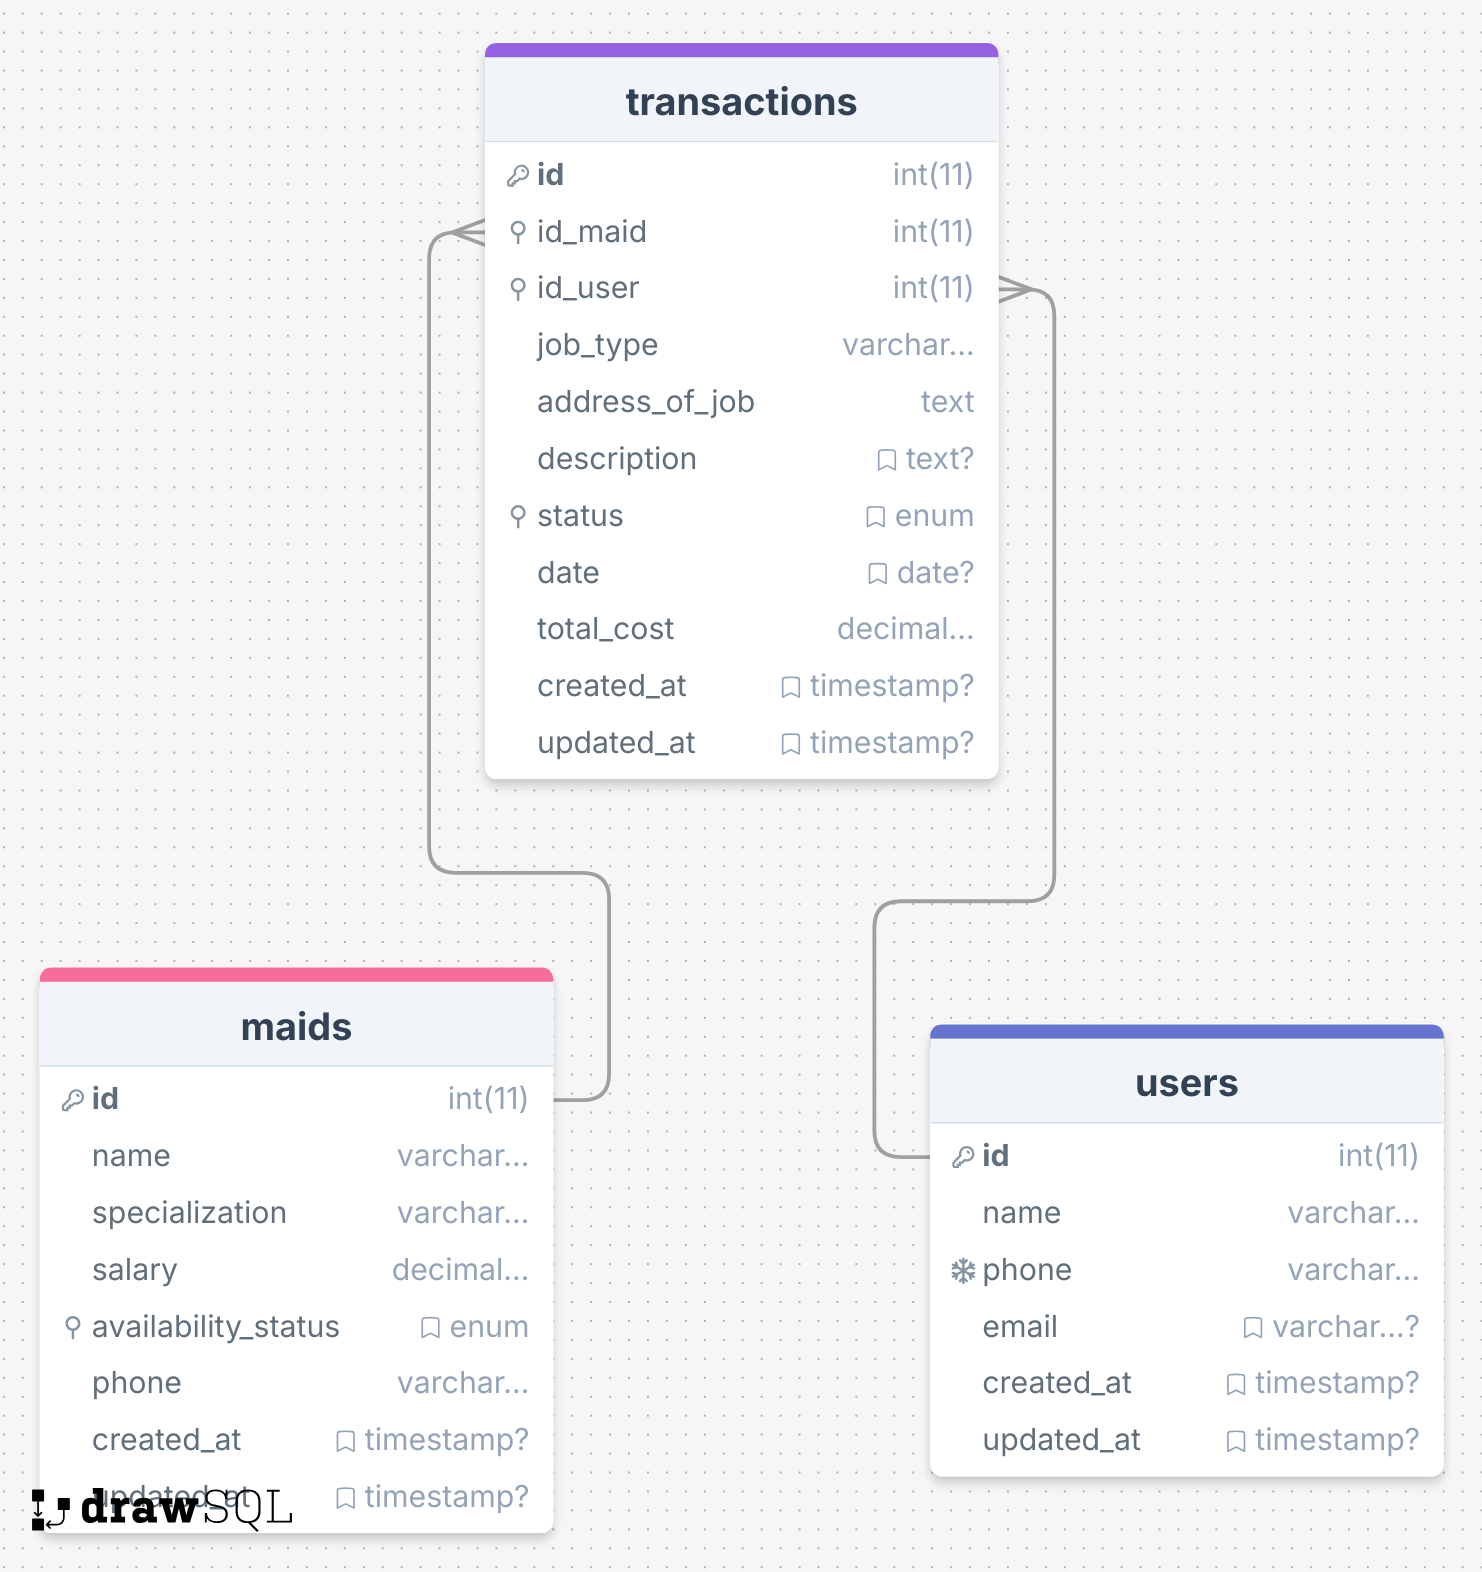 transactions
id int(11)
id_maid int(11)
id_user int(11)
job_type varchar...
address_of_job text
description text?
status enum
date date?
total_cost decimal...
created_at timestamp?
updated_at timestamp?
maids
id int(11)
name varchar...
specialization varchar...
salary decimal...
availability_status enum
phone varchar...
created_at timestamp?
updated_at timestamp?
drawSQL
users
id int(11)
name varchar...
phone varchar...
email varchar...?
created_at timestamp?
updated_at timestamp?